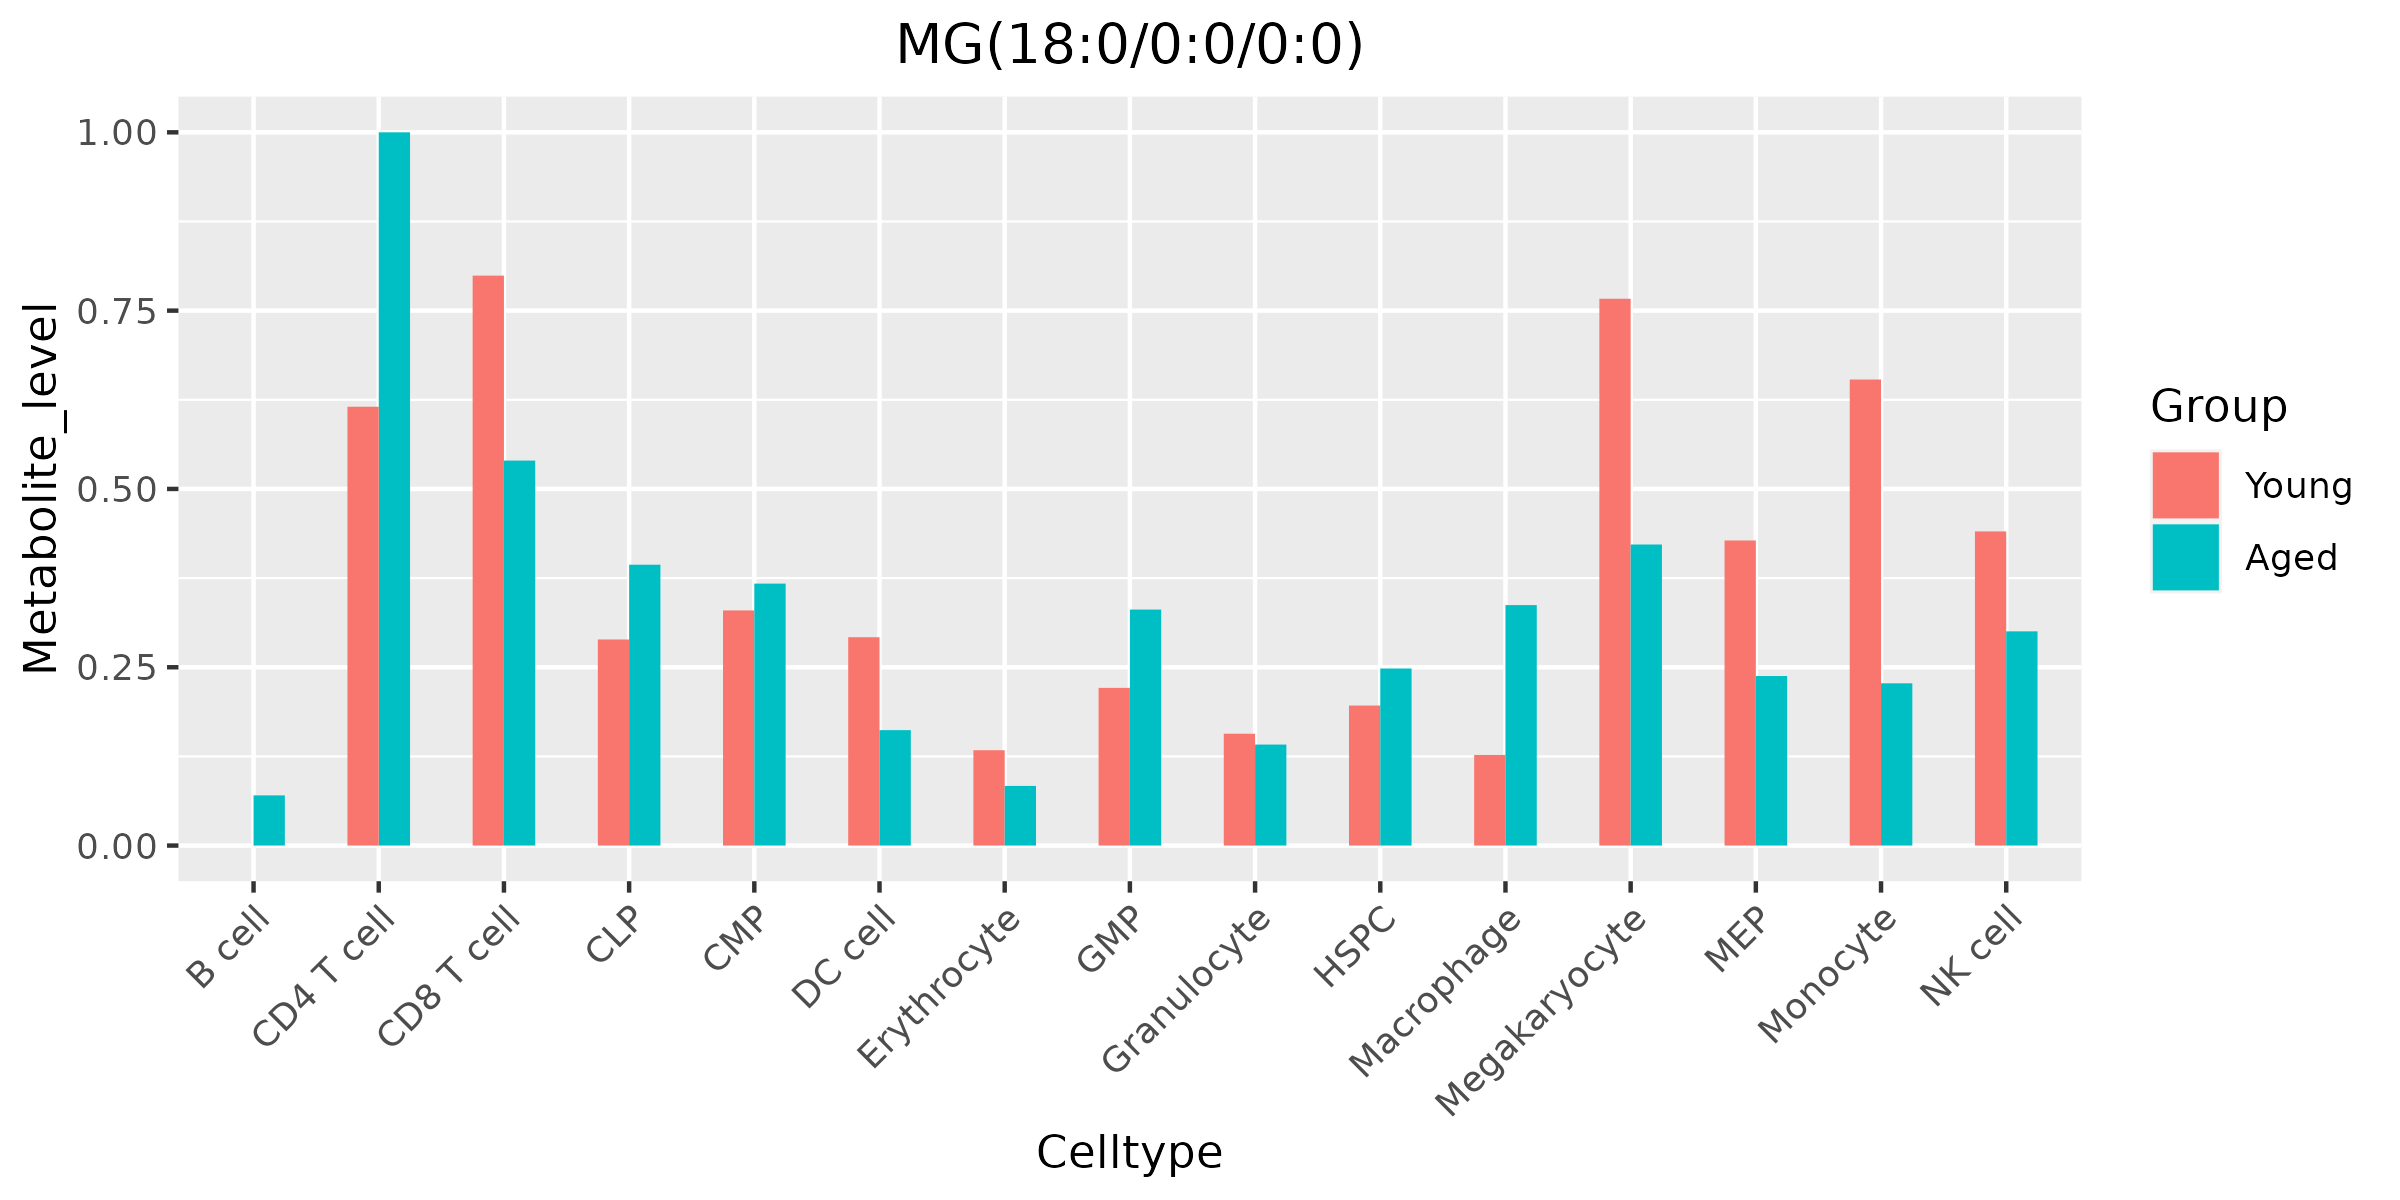 MG(18:0/0:0/0:0)
Metabolite_level
1.00
0.75
0.50
0.25
0.00
B cell
CD4 T cell
CD8 T cell
CLP
CMP
DC cell
Erythrocyte
GMP
Granulocyte
HSPC
Macrophage
Megakaryocyte
MEP
Monocyte
NK cell
Celltype
Group
Young
Aged